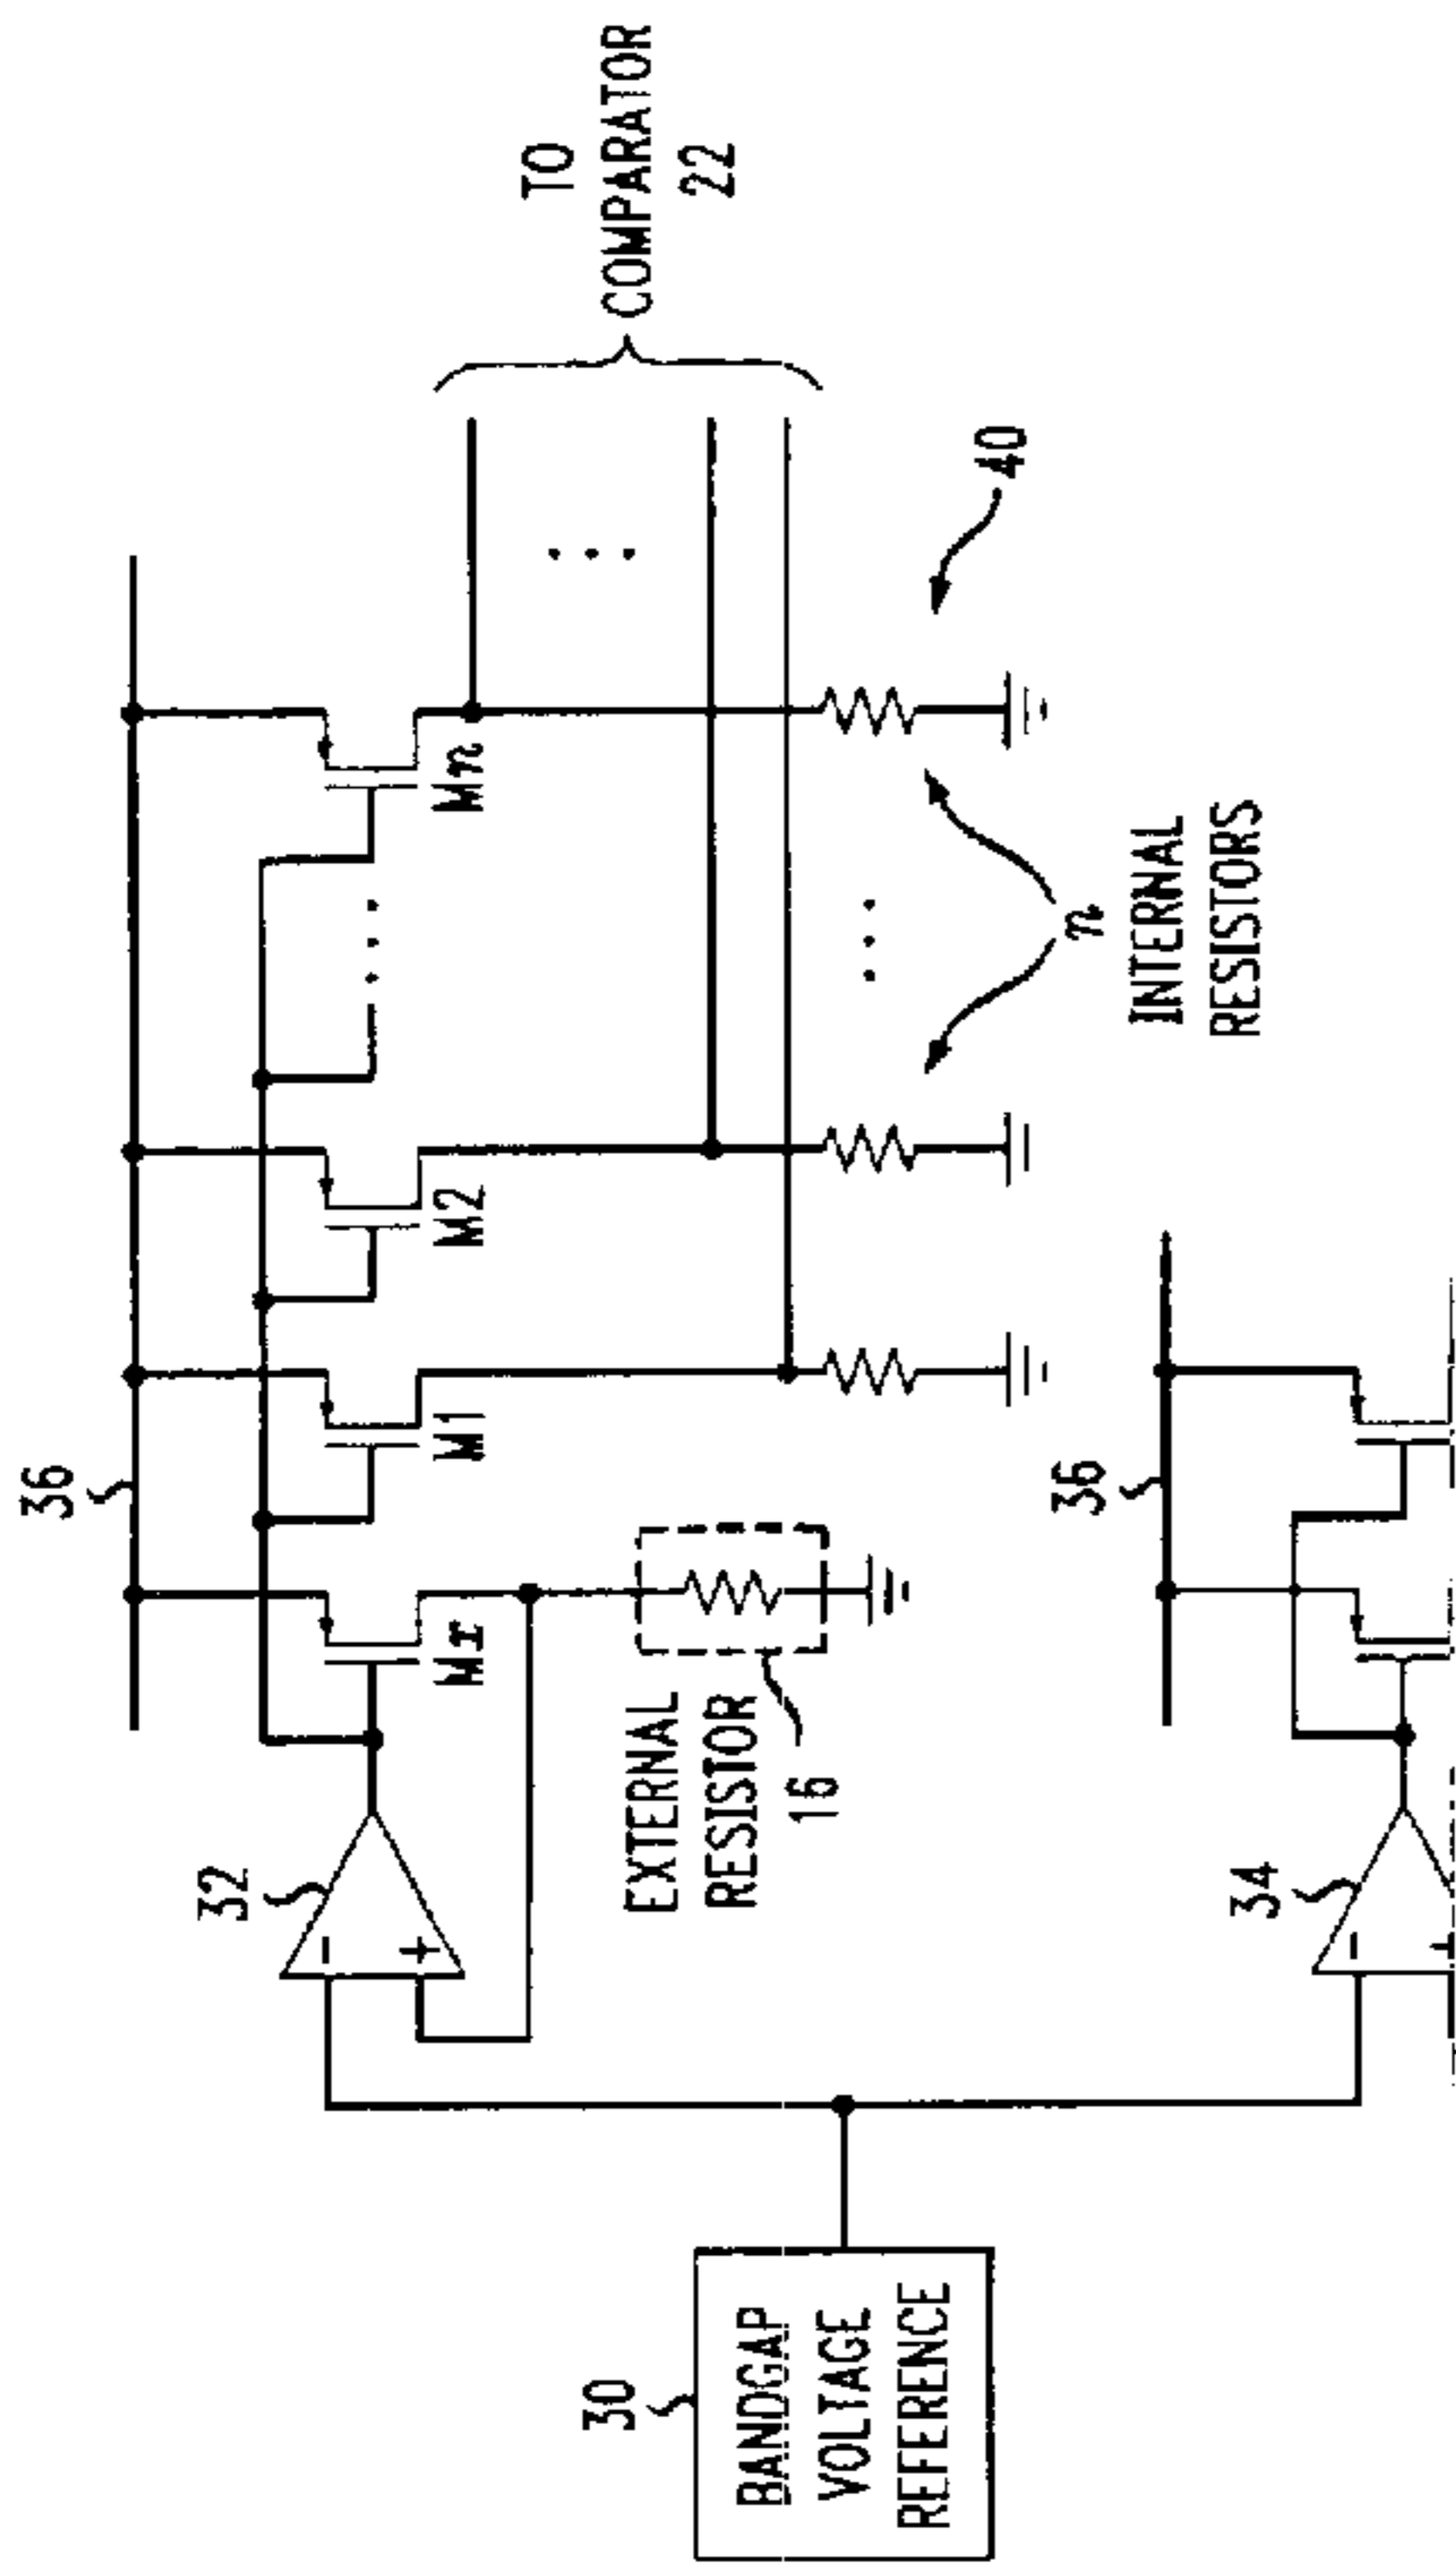 36
32
Mx
M1
M2
Mn
TO
COMPARATOR
22
-
+
EXTERNAL
RESISTOR
16
40
n
INTERNAL
RESISTORS
30
BANDGAP
VOLTAGE
REFERENCE
36
34
-
+